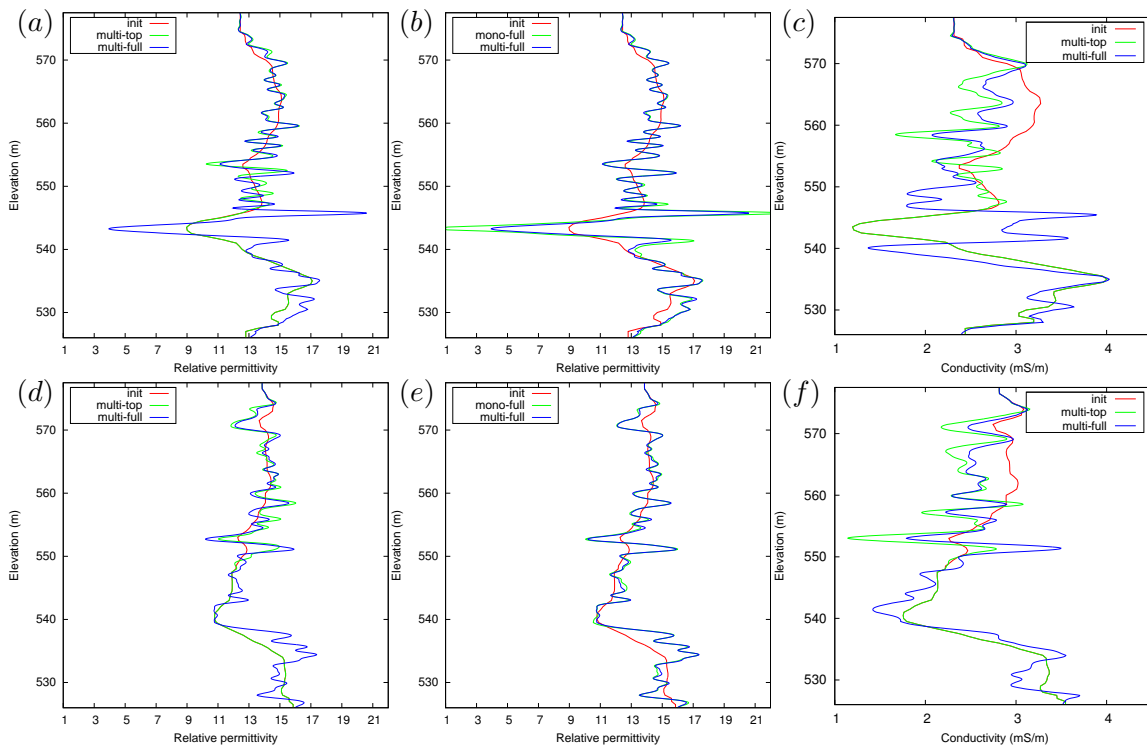 (a)
init
multi-top
multi-full
570
560
550
540
530
Elevation (m)
1 3 5 7 9 11 13 15 17 19 21
Relative permittivity
(b)
init
mono-full
multi-full
570
560
550
540
530
Elevation (m)
1 3 5 7 9 11 13 15 17 19 21
Relative permittivity
(c)
init
multi-top
multi-full
570
560
550
540
530
Elevation (m)
1 2 3 4
Conductivity (mS/m)
(d)
init
multi-top
multi-full
570
560
550
540
530
Elevation (m)
1 3 5 7 9 11 13 15 17 19 21
Relative permittivity
(e)
init
mono-full
multi-full
570
560
550
540
530
Elevation (m)
1 3 5 7 9 11 13 15 17 19 21
Relative permittivity
(f)
init
multi-top
multi-full
570
560
550
540
530
Elevation (m)
1 2 3 4
Conductivity (mS/m)